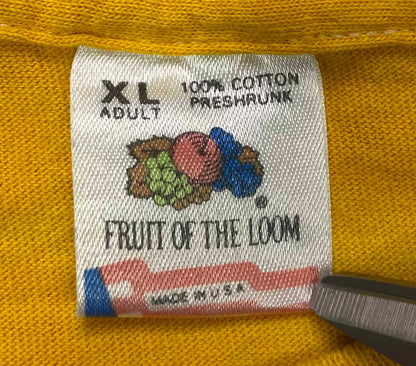 XL 100% COTTON
ADULT PRESHRUNK
®
FRUIT OF THE LOOM
MADE IN U.S.A